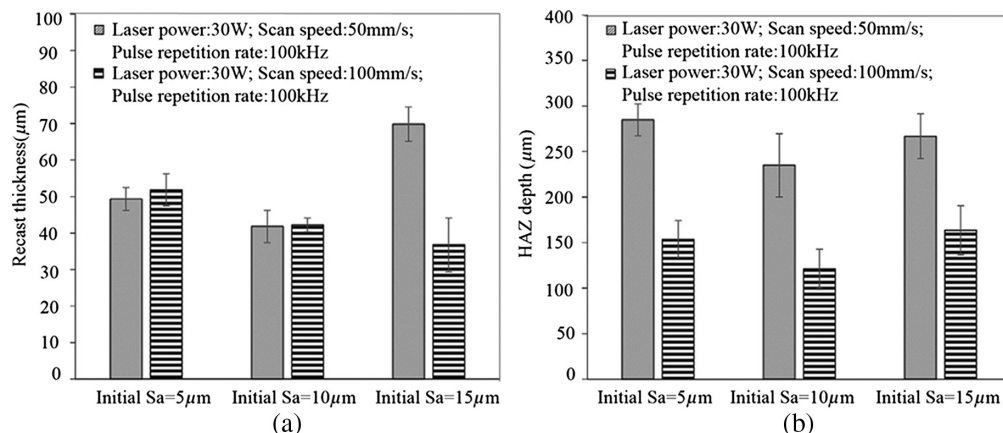 100
90
80
70
60
50
40
30
20
10
0
Recast thickness(µm)
Laser power:30W; Scan speed:50mm/s;
Pulse repetition rate:100kHz
Laser power:30W; Scan speed:100mm/s;
Pulse repetition rate:100kHz
Initial Sa=5µm Initial Sa=10µm Initial Sa=15µm
(a)
400
350
300
250
200
150
100
50
0
HAZ depth (µm)
Laser power:30W; Scan speed:50mm/s;
Pulse repetition rate:100kHz
Laser power:30W; Scan speed:100mm/s;
Pulse repetition rate:100kHz
Initial Sa=5µm Initial Sa=10µm Initial Sa=15µm
(b)